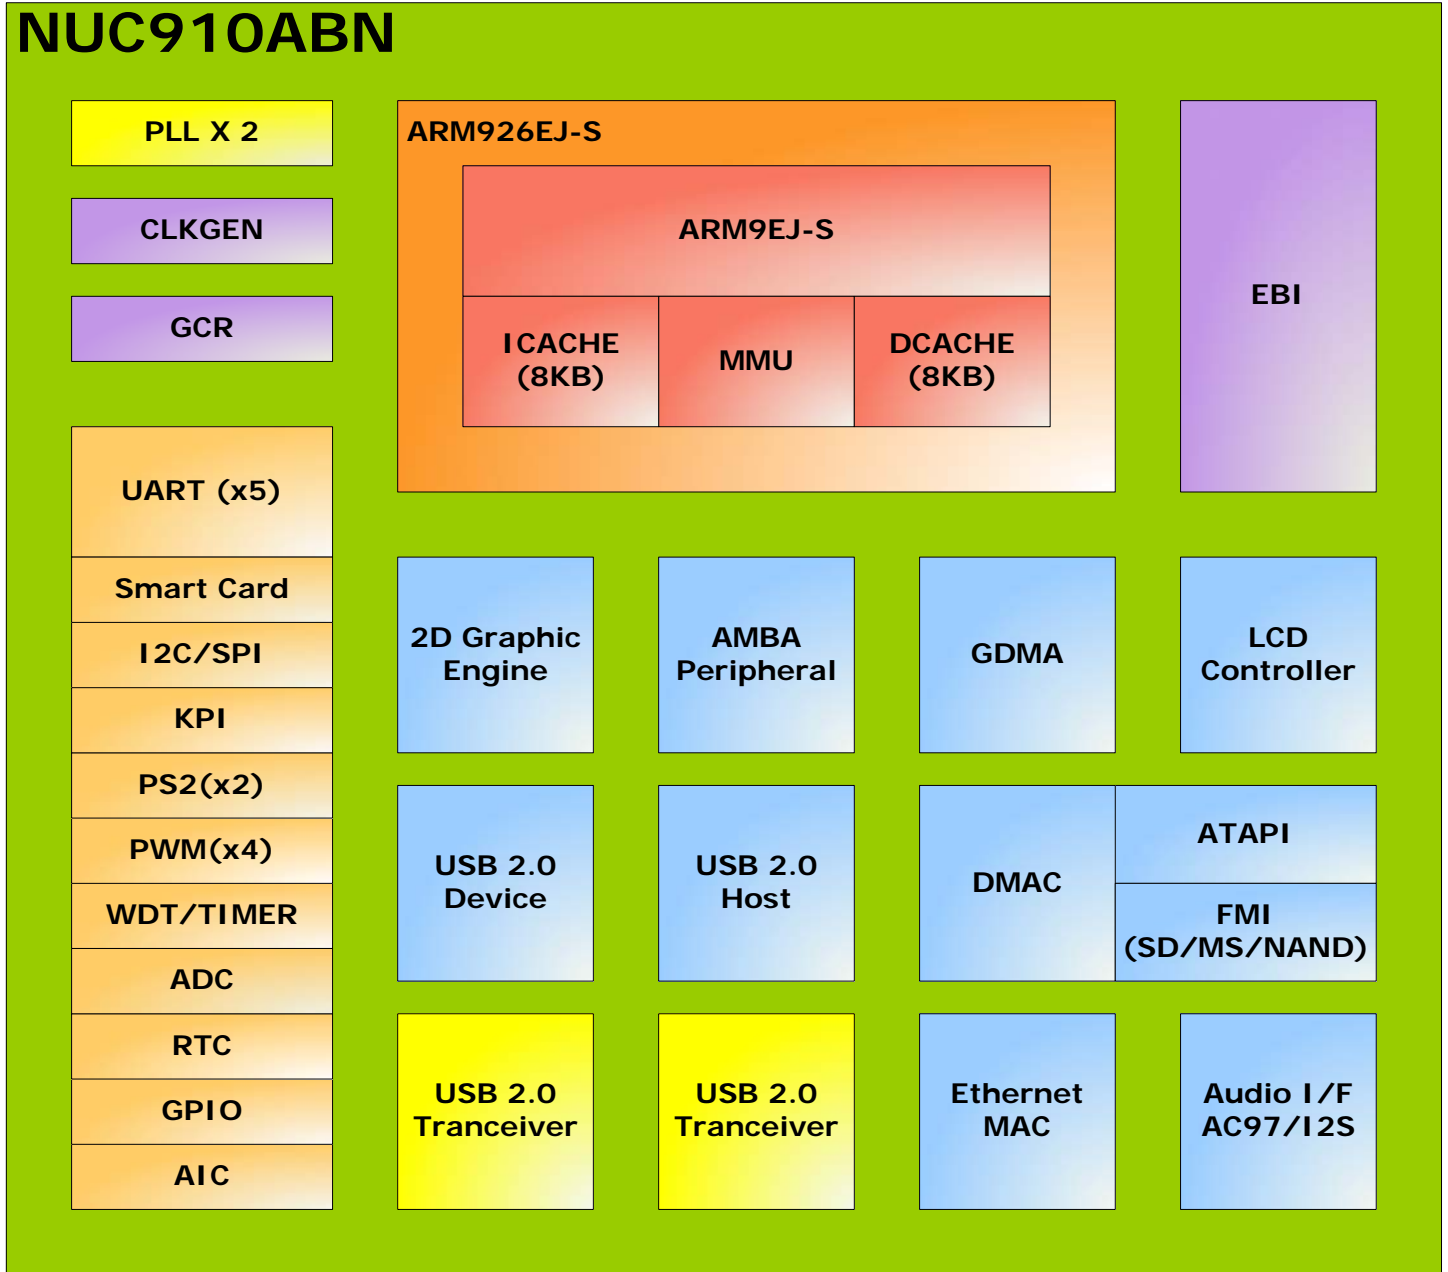 NUC910ABN
PLL X 2
CLKGEN
GCR
ARM926EJ-S
ARM9EJ-S
ICACHE
(8KB)
MMU
DCACHE
(8KB)
EBI
UART (x5)
Smart Card
I2C/SPI
KPI
PS2(x2)
PWM(x4)
WDT/TIMER
ADC
RTC
GPIO
AIC
2D Graphic
Engine
AMBA
Peripheral
GDMA
LCD
Controller
USB 2.0
Device
USB 2.0
Host
DMAC
ATAPI
FMI
(SD/MS/NAND)
USB 2.0
Tranceiver
USB 2.0
Tranceiver
Ethernet
MAC
Audio I/F
AC97/I2S